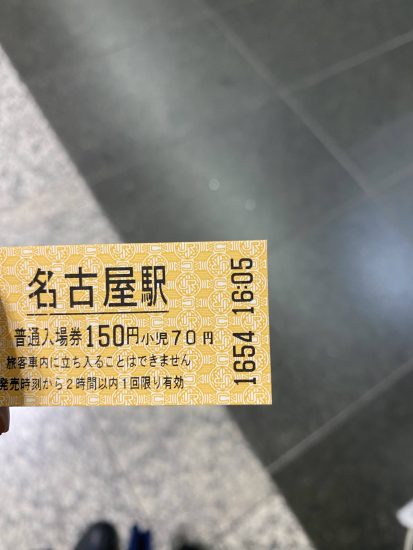 名古屋駅
普通入場券150円小児70円
旅客車内に立ち入ることはできません
発売時刻から2時間以内1回限り有効
1654 16:05